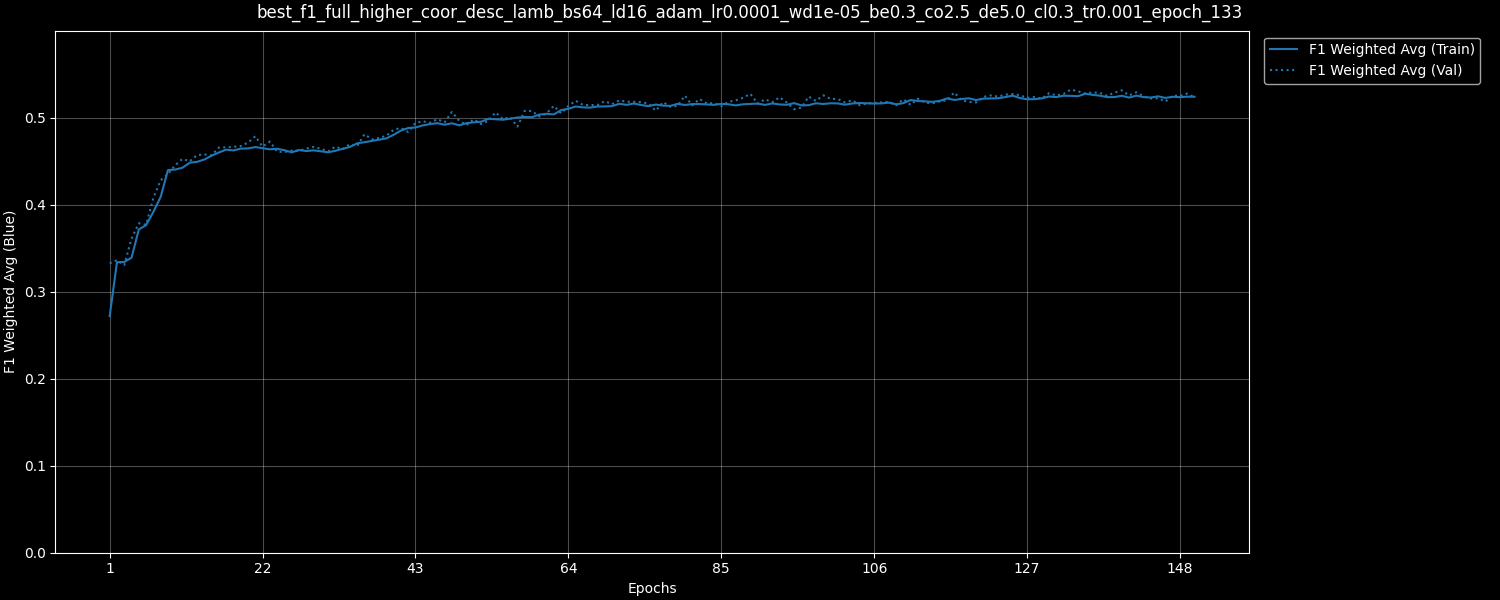 best_f1_full_higher_coor_desc_lamb_bs64_ld16_adam_lr0.0001_wd1e-05_be0.3_co2.5_de5.0_cl0.3_tr0.001_epoch_133
F1 Weighted Avg (Train)
F1 Weighted Avg (Val)
F1 Weighted Avg (Blue)
0.5
0.4
0.3
0.2
0.1
0.0
1 22 43 64 85 106 127 148
Epochs